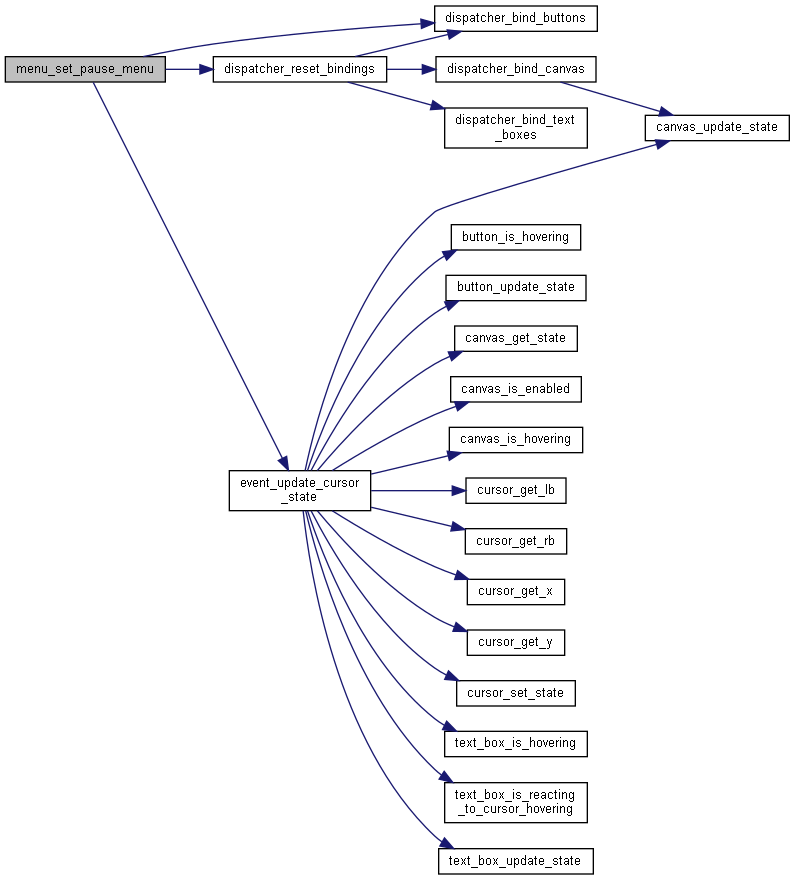 dispatcher_bind_buttons
menu_set_pause_menu
dispatcher_reset_bindings
dispatcher_bind_canvas
dispatcher_bind_text
_boxes
canvas_update_state
button_is_hovering
button_update_state
canvas_get_state
canvas_is_enabled
canvas_is_hovering
event_update_cursor
_state
cursor_get_lb
cursor_get_rb
cursor_get_x
cursor_get_y
cursor_set_state
text_box_is_hovering
text_box_is_reacting
_to_cursor_hovering
text_box_update_state